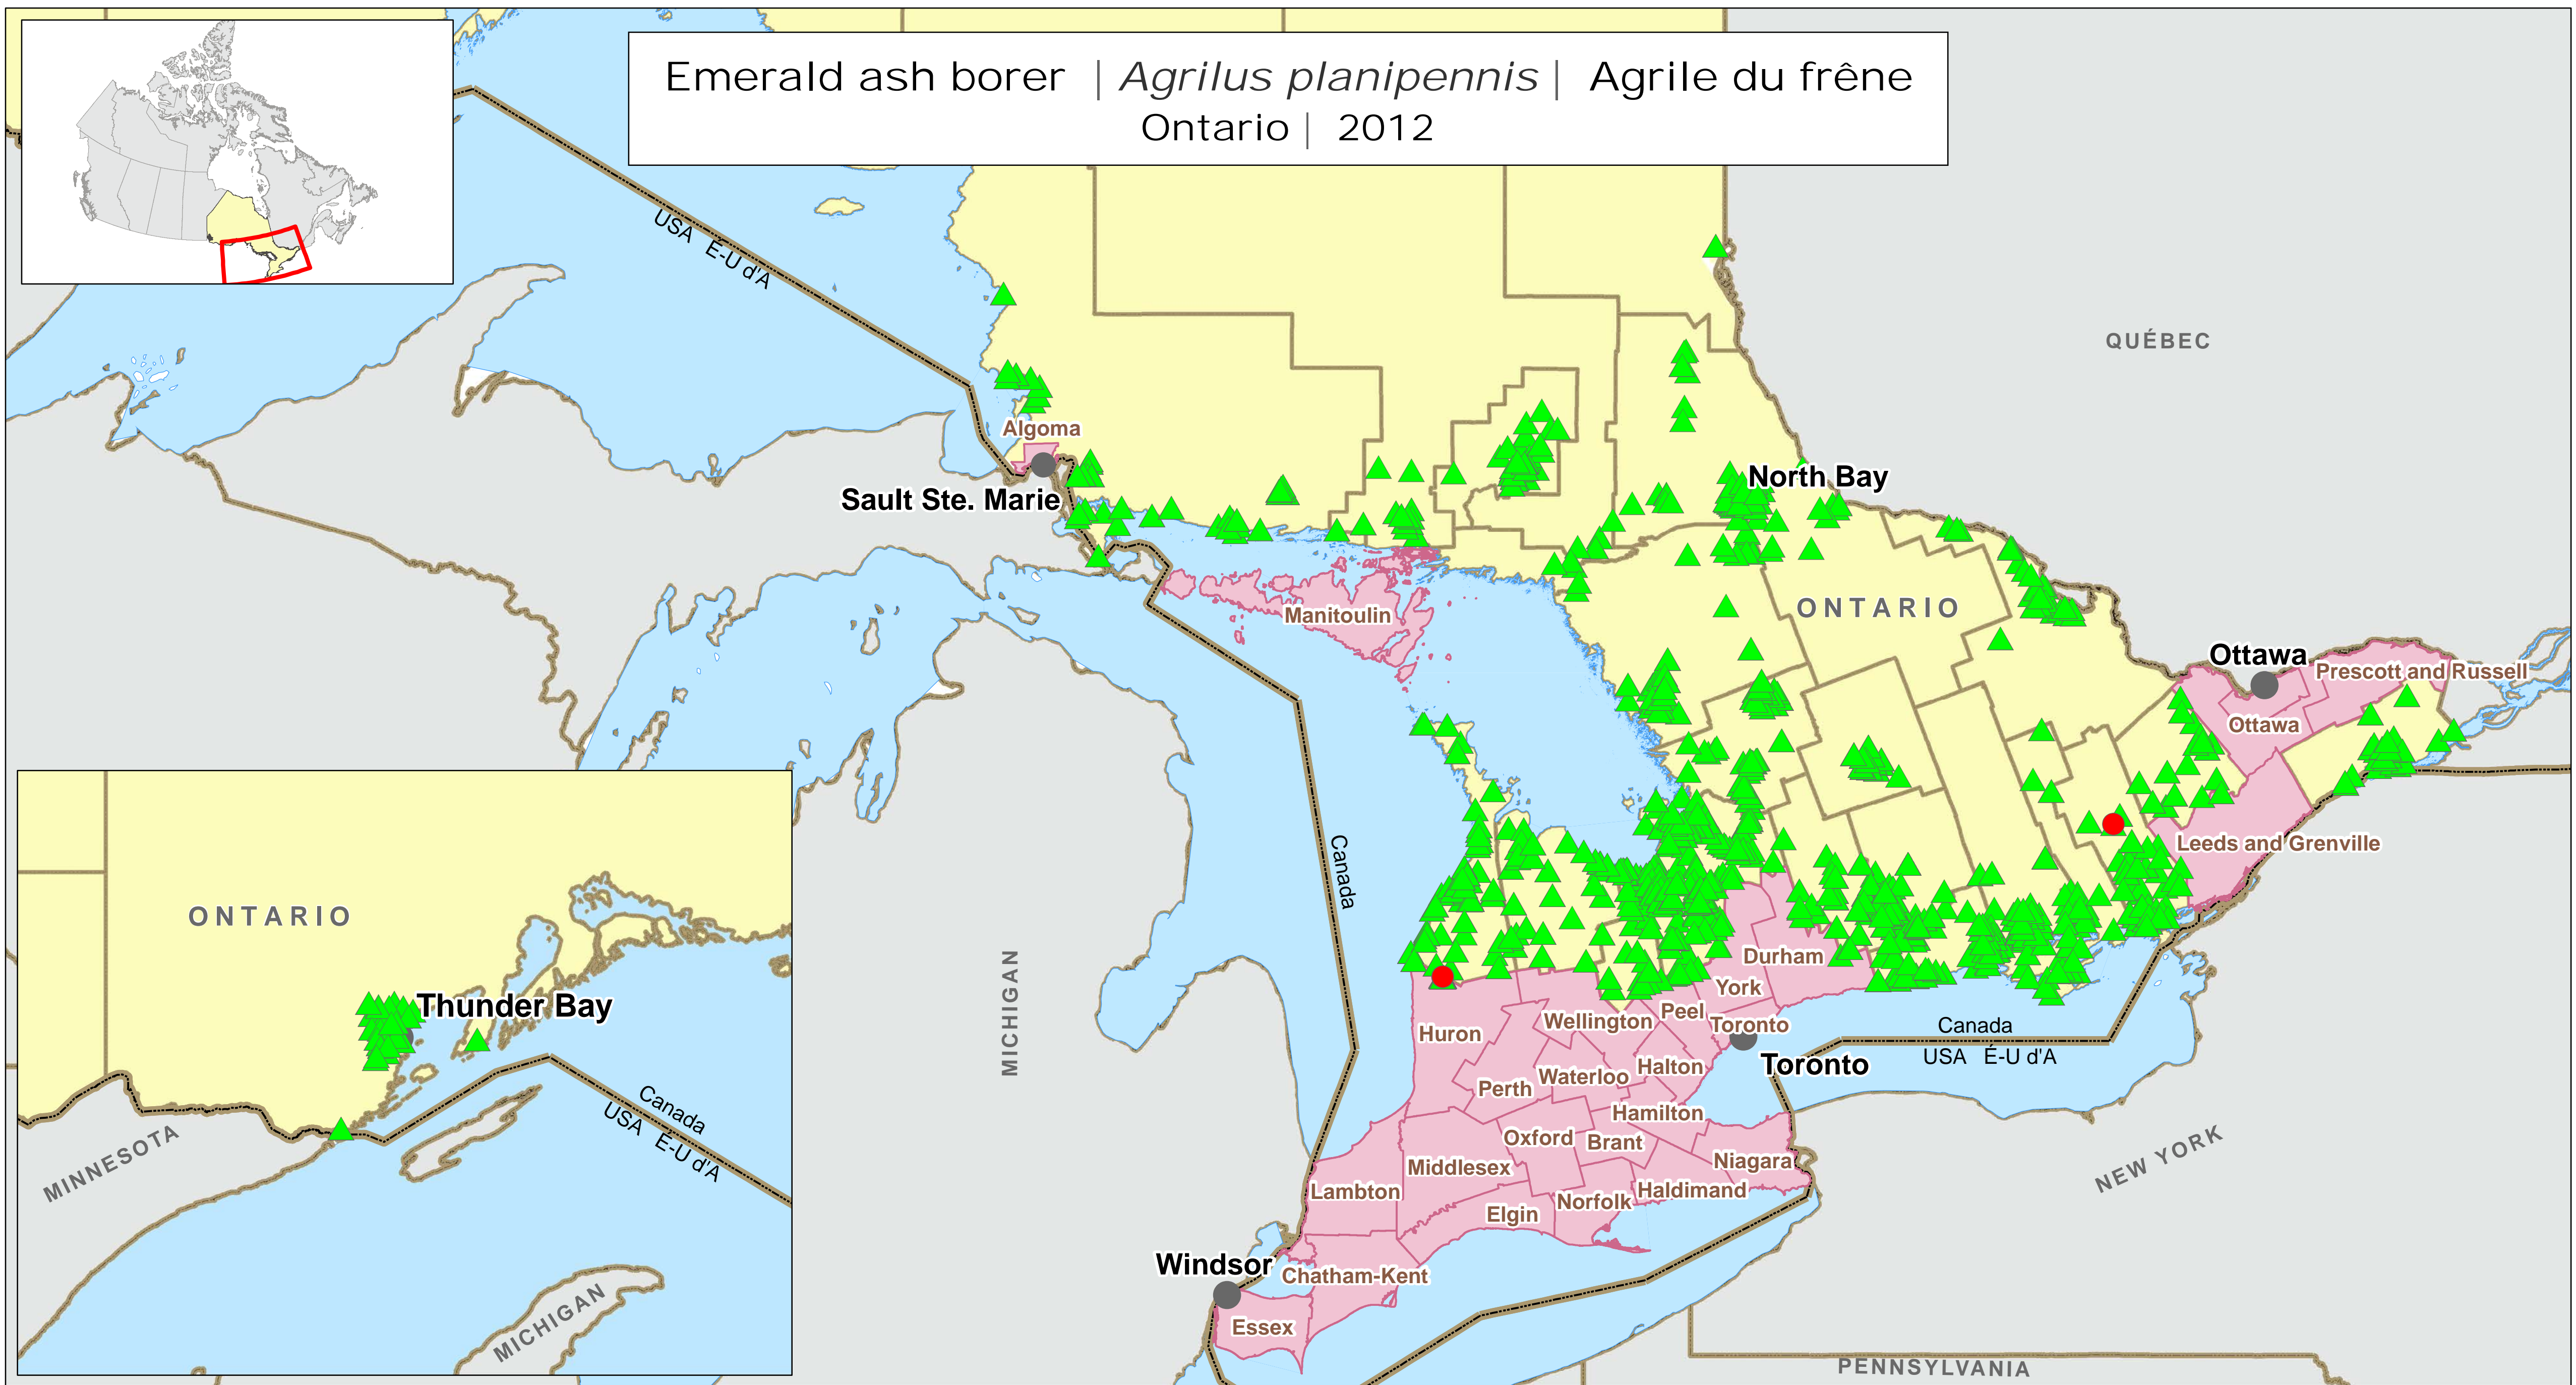 Emerald ash borer | Agrilus planipennis | Agrile du frêne
Ontario | 2012
USA É-U d'A
QUÉBEC
Algoma
Sault Ste. Marie
North Bay
ONTARIO
Manitoulin
Ottawa
Prescott and Russell
Ottawa
Leeds and Grenville
Canada
MICHIGAN
Durham
York
Peel
Toronto
Toronto
Huron
Wellington
Halton
Waterloo
Perth
Hamilton
Oxford
Brant
Middlesex
Niagara
Lambton
Haldimand
Norfolk
Elgin
Windsor
Chatham-Kent
Essex
Canada
USA É-U d'A
NEW YORK
PENNSYLVANIA
ONTARIO
Thunder Bay
Canada
USA É-U d'A
MINNESOTA
MICHIGAN